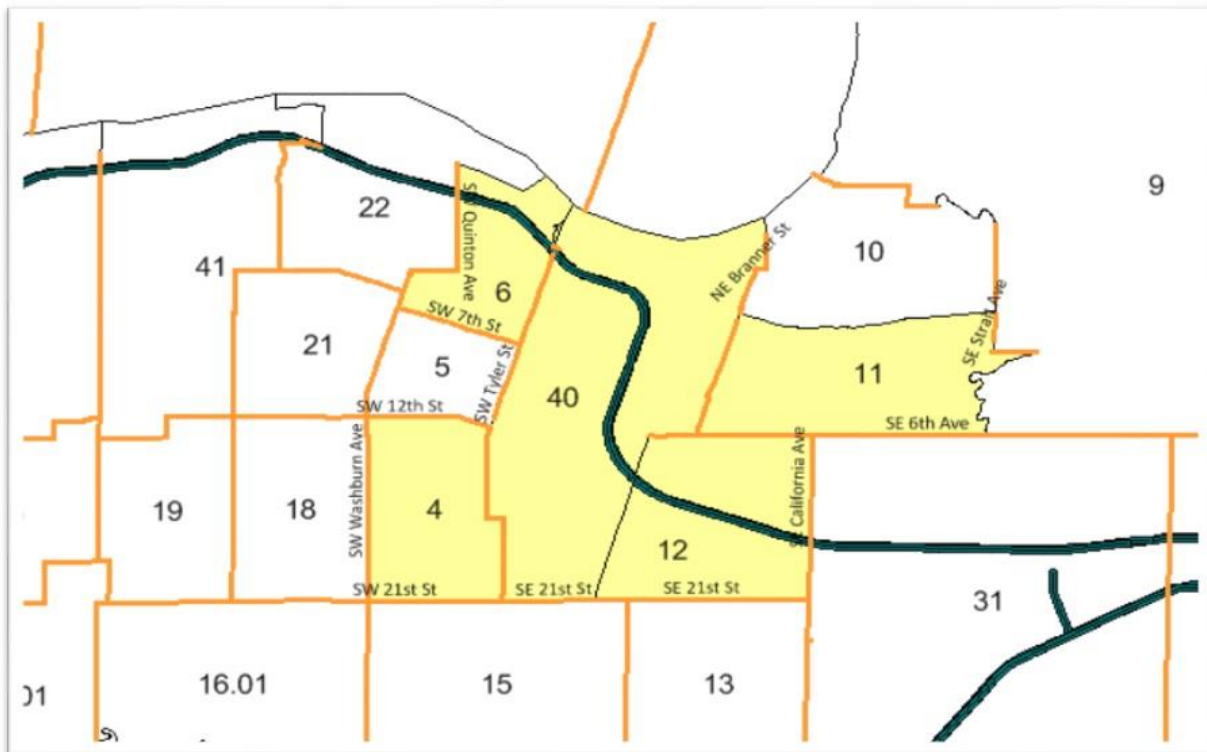 9
22
SW Quinton Ave
NE Branner St
10
41
6
SW 7th St
SE Strait Ave
21
5
SW Tyler St
11
40
SW 12th St
SE 6th Ave
SW Washburn Ave
SE California Ave
19
18
4
12
SW 21st St
SE 21st St
SE 21st St
31
01
16.01
15
13